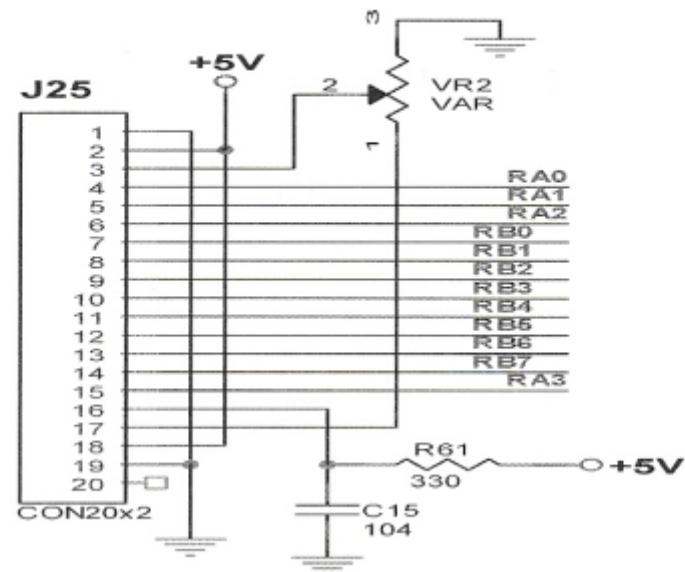 3
+5V
J25
2
VR2
VAR
1
1
2
3
4
5
6
7
8
9
10
11
12
13
14
15
16
17
18
19
20
RA0
RA1
RA2
RB0
RB1
RB2
RB3
RB4
RB5
RB6
RB7
RA3
R61
330
+5V
C15
104
CON20x2